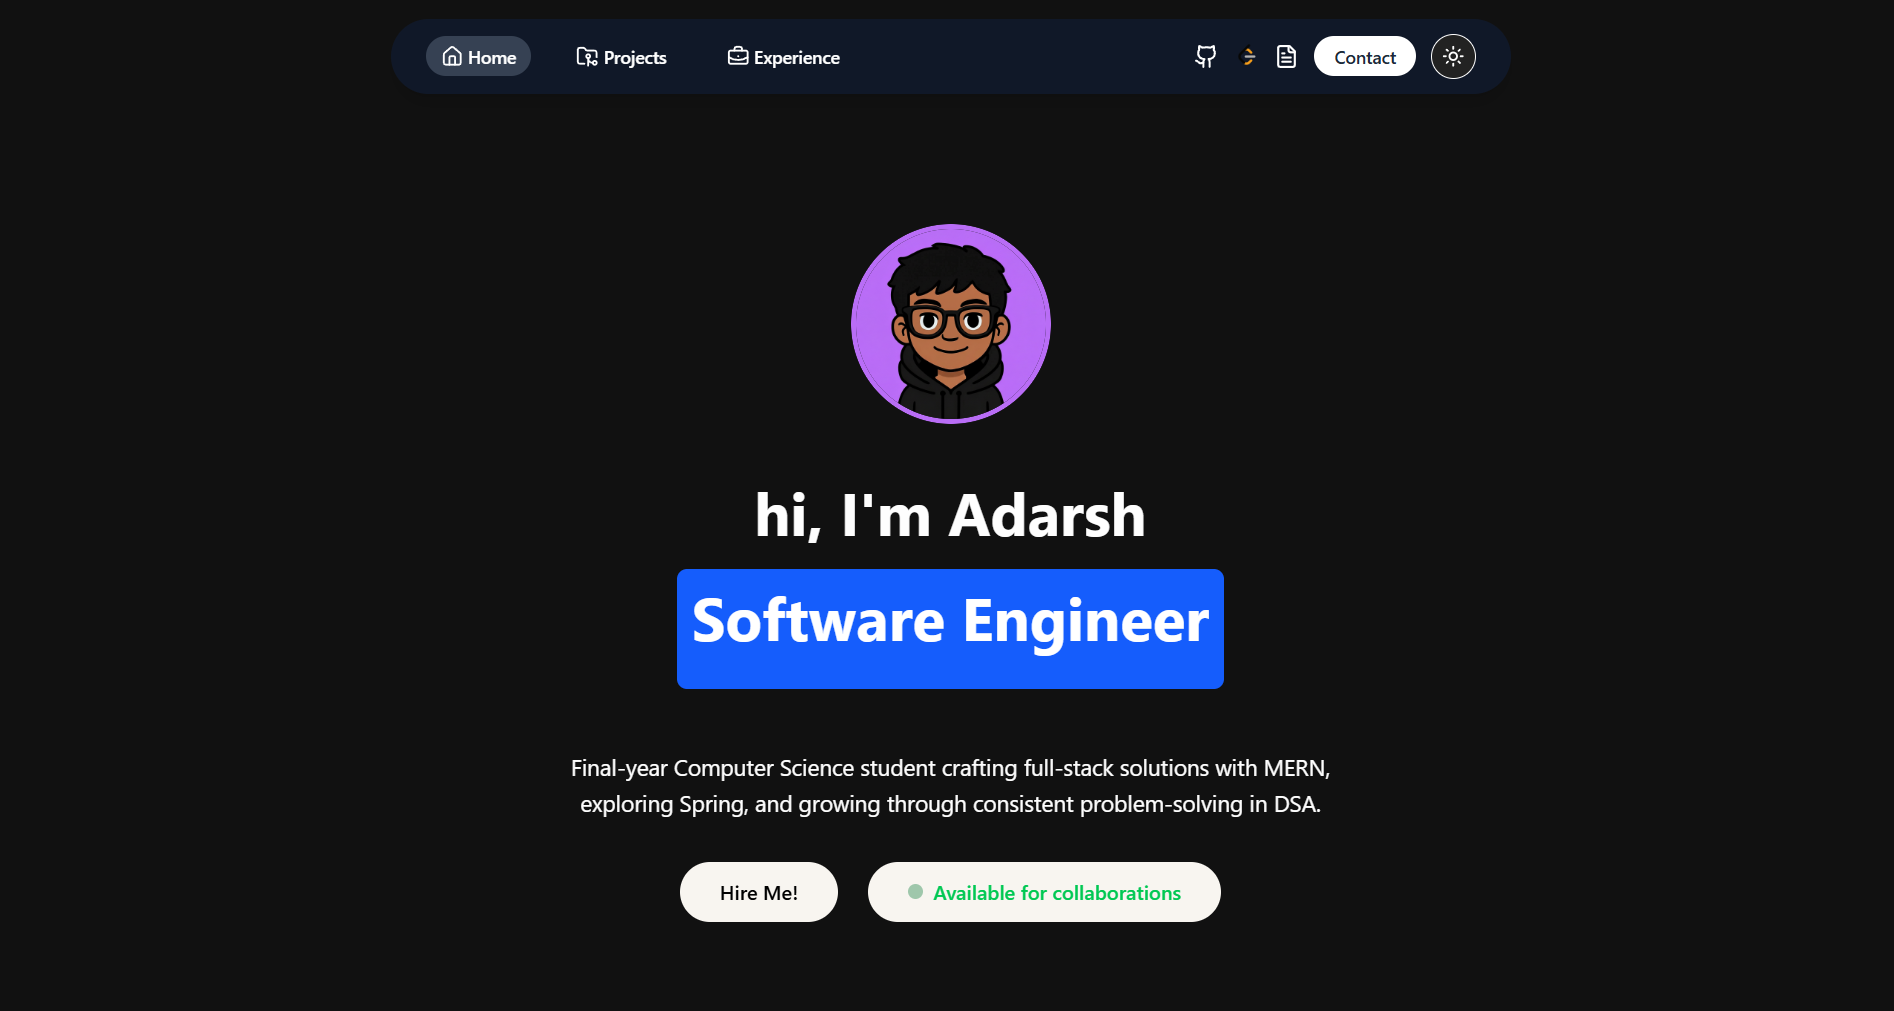 Home
Projects
Experience
Contact
hi, I'm Adarsh
Software Engineer
Final-year Computer Science student crafting full-stack solutions with MERN,
exploring Spring, and growing through consistent problem-solving in DSA.
Hire Me!
Available for collaborations